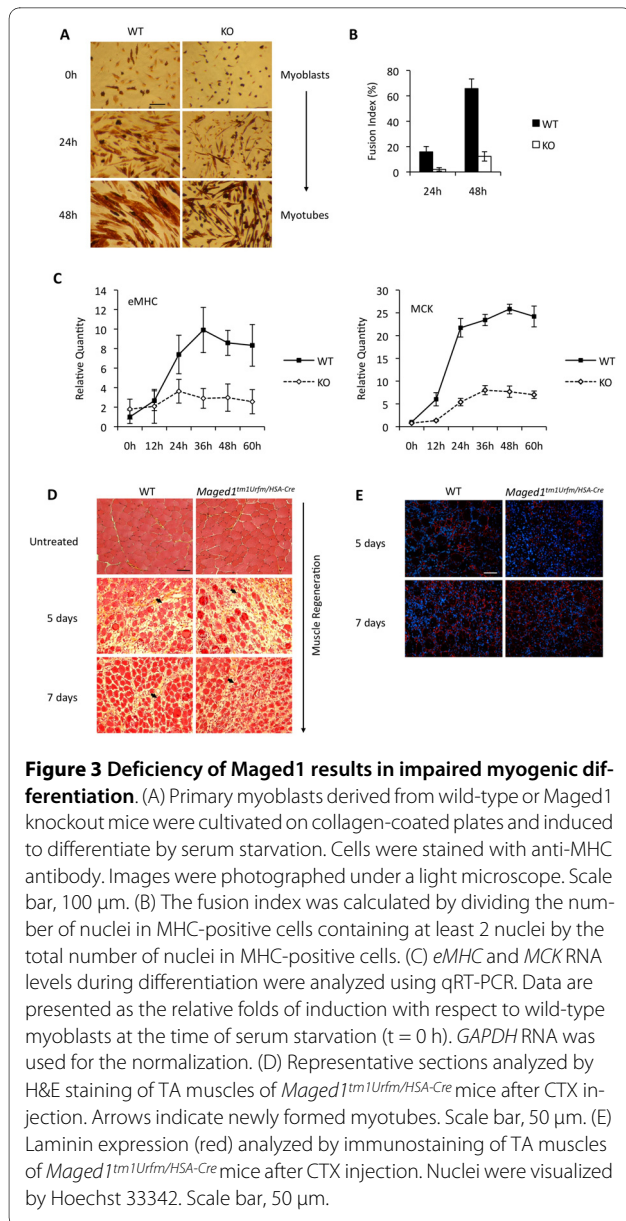 A
WT KO
0h Myoblasts
24h
48h Myotubes
B
Fusion Index (%)
80
60
40
20
0
24h 48h
WT
KO
C
eMHC
Relative Quantity
14
12
10
8
6
4
2
0
0h 12h 24h 36h 48h 60h
WT
KO
MCK
Relative Quantity
30
25
20
15
10
5
0
0h 12h 24h 36h 48h 60h
WT
KO
D
WT Maged1tm1Urfm/HSA-Cre
Untreated
5 days
7 days
Muscle Regeneration
E
WT Maged1tm1Urfm/HSA-Cre
5 days
7 days
Figure 3 Deficiency of Maged1 results in impaired myogenic dif-
ferentiation. (A) Primary myoblasts derived from wild-type or Maged1
knockout mice were cultivated on collagen-coated plates and induced
to differentiate by serum starvation. Cells were stained with anti-MHC
antibody. Images were photographed under a light microscope. Scale
bar, 100 μm. (B) The fusion index was calculated by dividing the num-
ber of nuclei in MHC-positive cells containing at least 2 nuclei by the
total number of nuclei in MHC-positive cells. (C) eMHC and MCK RNA
levels during differentiation were analyzed using qRT-PCR. Data are
presented as the relative folds of induction with respect to wild-type
myoblasts at the time of serum starvation (t = 0 h). GAPDH RNA was
used for the normalization. (D) Representative sections analyzed by
H&E staining of TA muscles of Maged1tm1Urfm/HSA-Cre mice after CTX in-
jection. Arrows indicate newly formed myotubes. Scale bar, 50 μm. (E)
Laminin expression (red) analyzed by immunostaining of TA muscles
of Maged1tm1Urfm/HSA-Cre mice after CTX injection. Nuclei were visualized
by Hoechst 33342. Scale bar, 50 μm.